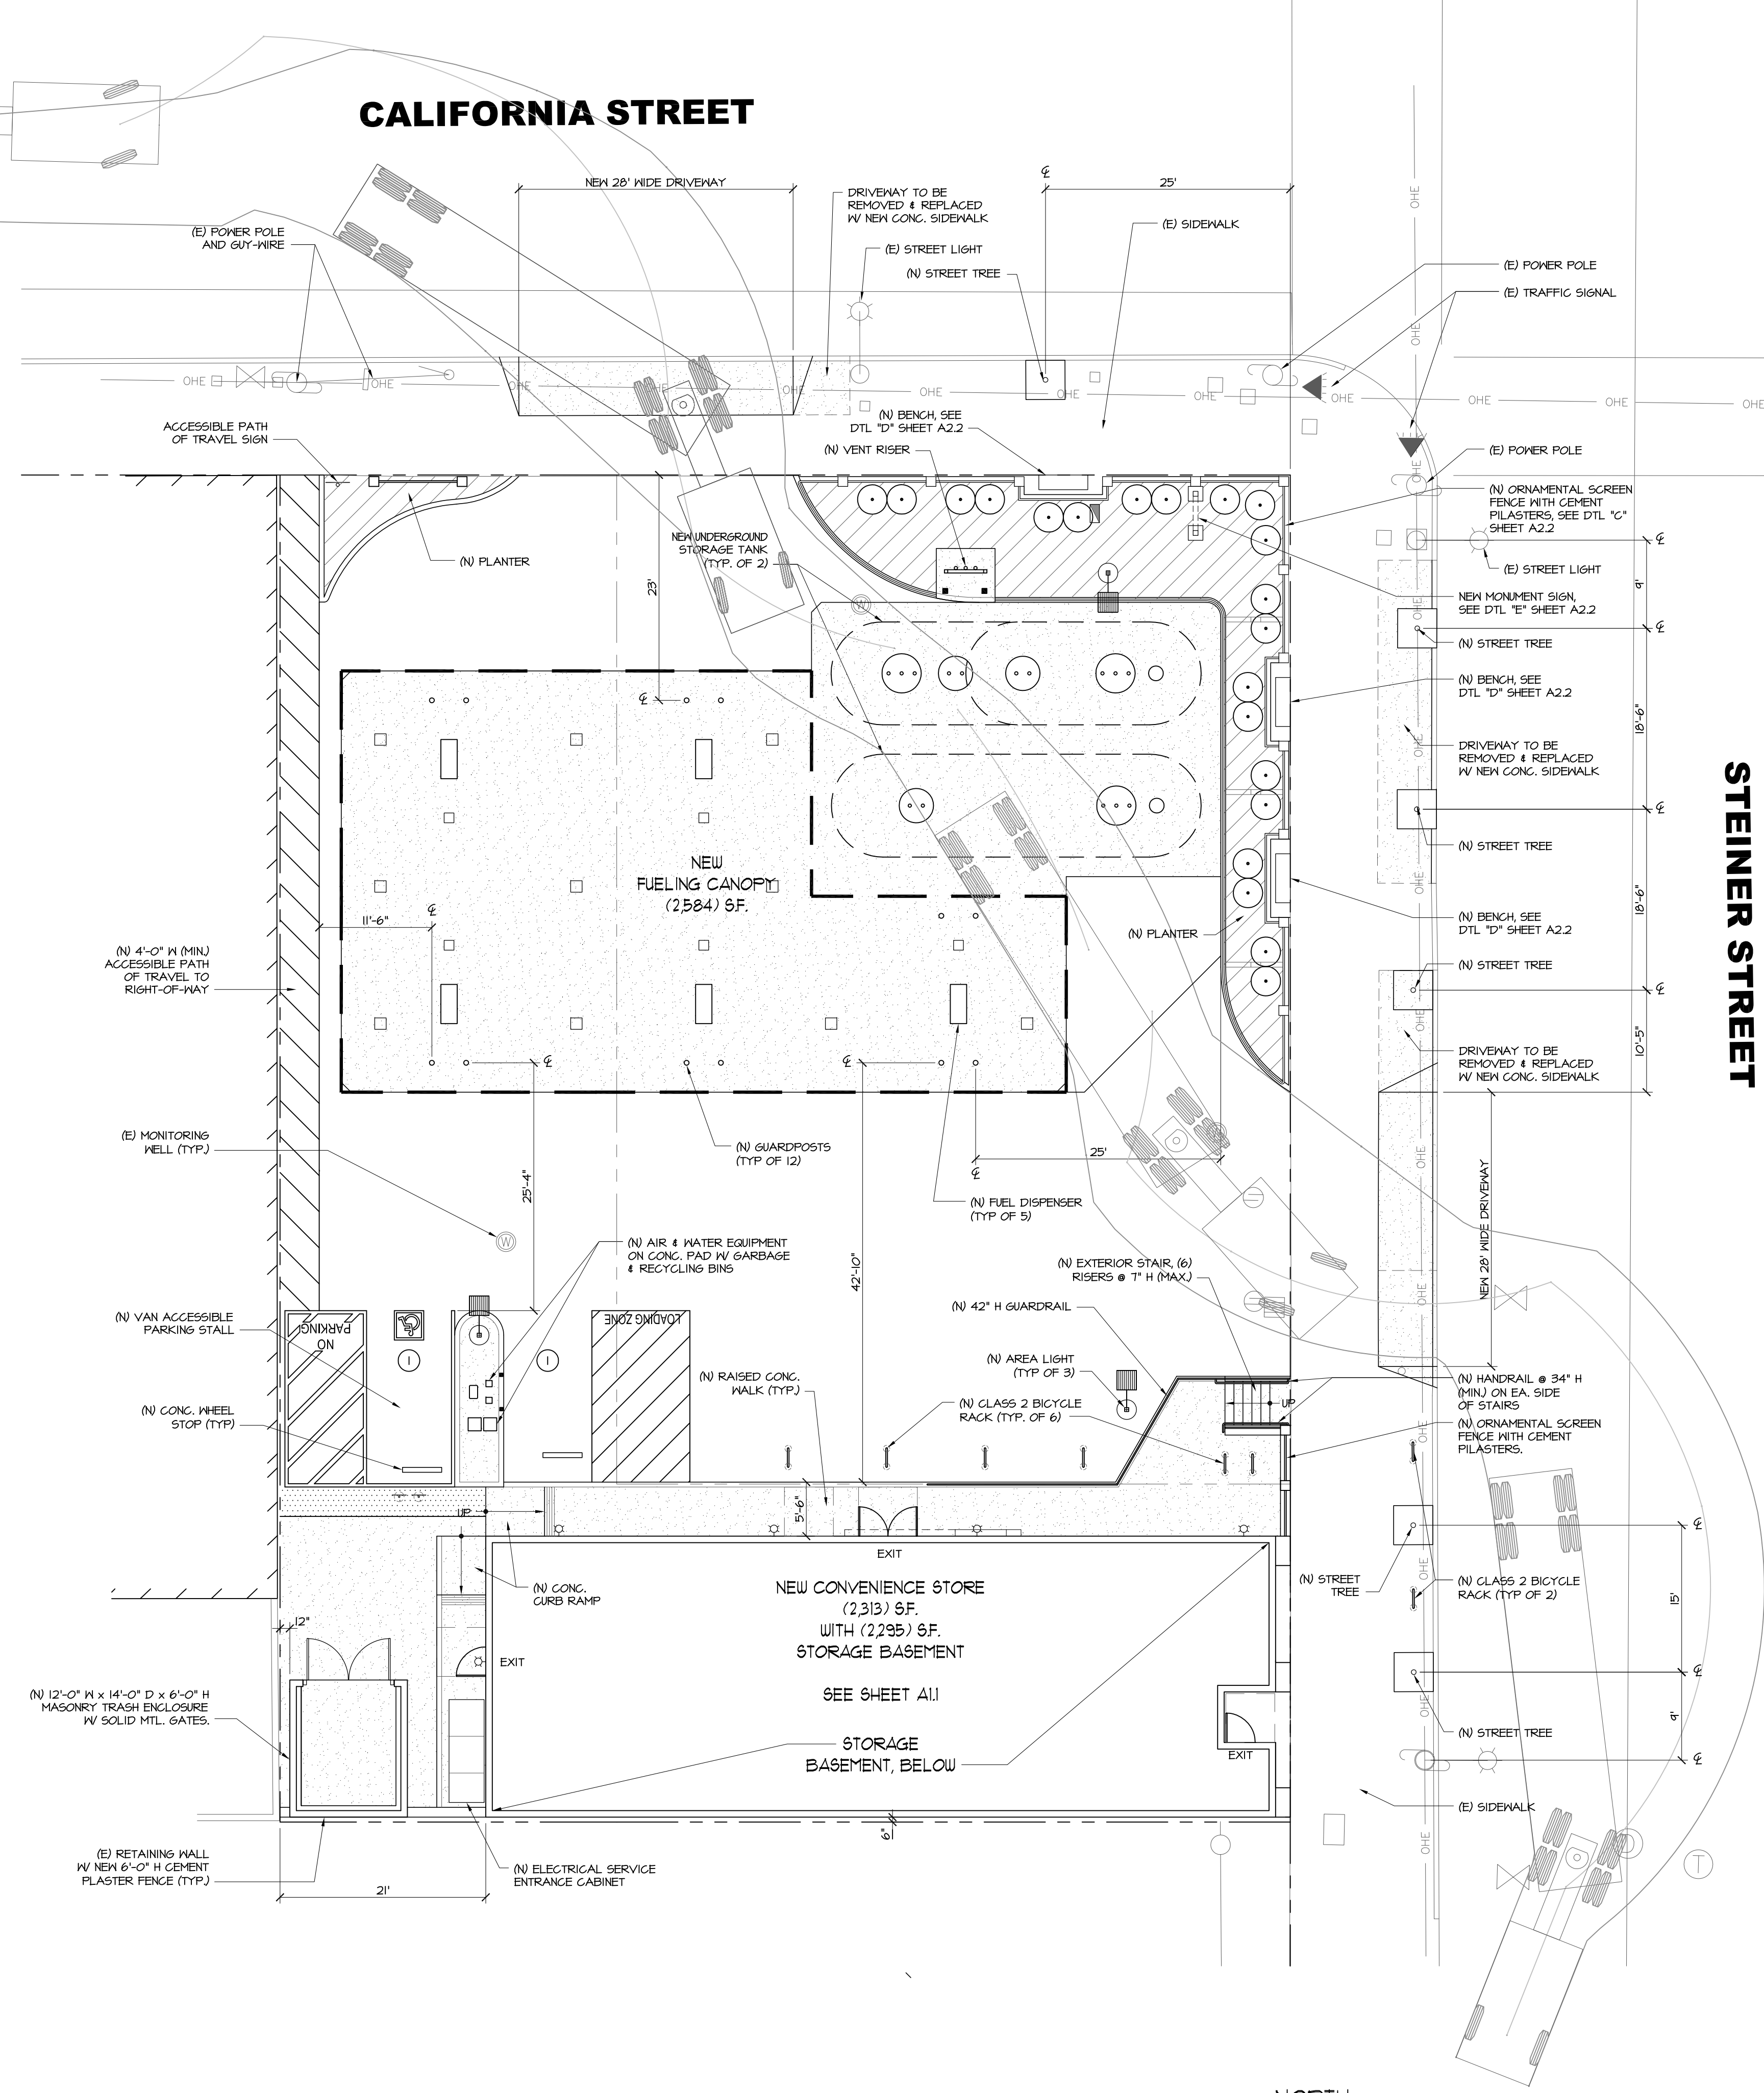 CALIFORNIA STREET
NEW 28' WIDE DRIVEWAY
DRIVEWAY TO BE
REMOVED & REPLACED
W/ NEW CONC. SIDEWALK
℄
25'
(E) SIDEWALK
(E) POWER POLE
AND GUY-WIRE
(E) STREET LIGHT
(N) STREET TREE
(E) POWER POLE
(E) TRAFFIC SIGNAL
OHE
OHE
OHE
OHE
OHE
OHE
OHE
OHE
OHE
OHE
OHE
OHE
OHE
OHE
ACCESSIBLE PATH
OF TRAVEL SIGN
(N) BENCH, SEE
DTL "D" SHEET A2.2
(N) VENT RISER
(E) POWER POLE
(N) ORNAMENTAL SCREEN
FENCE WITH CEMENT
PILASTERS, SEE DTL "C"
SHEET A2.2
(N) PLANTER
NEW UNDERGROUND
STORAGE TANK
(TYP. OF 2)
23'
W
(E) STREET LIGHT
NEW MONUMENT SIGN,
SEE DTL "E" SHEET A2.2
℄
9'
℄
(N) STREET TREE
(N) BENCH, SEE
DTL "D" SHEET A2.2
18'-6"
DRIVEWAY TO BE
REMOVED & REPLACED
W/ NEW CONC. SIDEWALK
STEINER STREET
℄
(N) STREET TREE
℄
NEW
FUELING CANOPY
(2,584) S.F.
18'-6"
11'-6"
℄
(N) PLANTER
(N) BENCH, SEE
DTL "D" SHEET A2.2
(N) 4'-0" W (MIN.)
ACCESSIBLE PATH
OF TRAVEL TO
RIGHT-OF-WAY
(N) STREET TREE
℄
10'-5"
DRIVEWAY TO BE
REMOVED & REPLACED
W/ NEW CONC. SIDEWALK
℄
℄
(E) MONITORING
WELL (TYP.)
(N) GUARDPOSTS
(TYP OF 12)
25'
℄
25'-4"
(N) FUEL DISPENSER
(TYP OF 5)
W
NEW 28' WIDE DRIVEWAY
(N) AIR & WATER EQUIPMENT
ON CONC. PAD W/ GARBAGE
& RECYCLING BINS
42'-10"
(N) EXTERIOR STAIR, (6)
RISERS @ 7" H (MAX.)
(N) 42" H GUARDRAIL
(N) VAN ACCESSIBLE
PARKING STALL
NO
PARKING
1
1
LOADING ZONE
(N) AREA LIGHT
(TYP OF 3)
(N) RAISED CONC.
WALK (TYP.)
(N) CLASS 2 BICYCLE
RACK (TYP. OF 6)
UP
(N) HANDRAIL @ 34" H
(MIN.) ON EA. SIDE
OF STAIRS
(N) ORNAMENTAL SCREEN
FENCE WITH CEMENT
PILASTERS.
(N) CONC. WHEEL
STOP (TYP)
UP
5'-6"
EXIT
℄
(N) CONC.
CURB RAMP
NEW CONVENIENCE STORE
(2,313) S.F.
WITH (2,295) S.F.
STORAGE BASEMENT
SEE SHEET A1.1
STORAGE
BASEMENT, BELOW
(N) STREET
TREE
(N) CLASS 2 BICYCLE
RACK (TYP OF 2)
15'
12"
EXIT
℄
(N) 12'-0" W x 14'-0" D x 6'-0" H
MASONRY TRASH ENCLOSURE
W/ SOLID MTL. GATES.
EXIT
(N) STREET TREE
9'
℄
(E) SIDEWALK
6"
(E) RETAINING WALL
W/ NEW 6'-0" H CEMENT
PLASTER FENCE (TYP.)
(N) ELECTRICAL SERVICE
ENTRANCE CABINET
21'
T